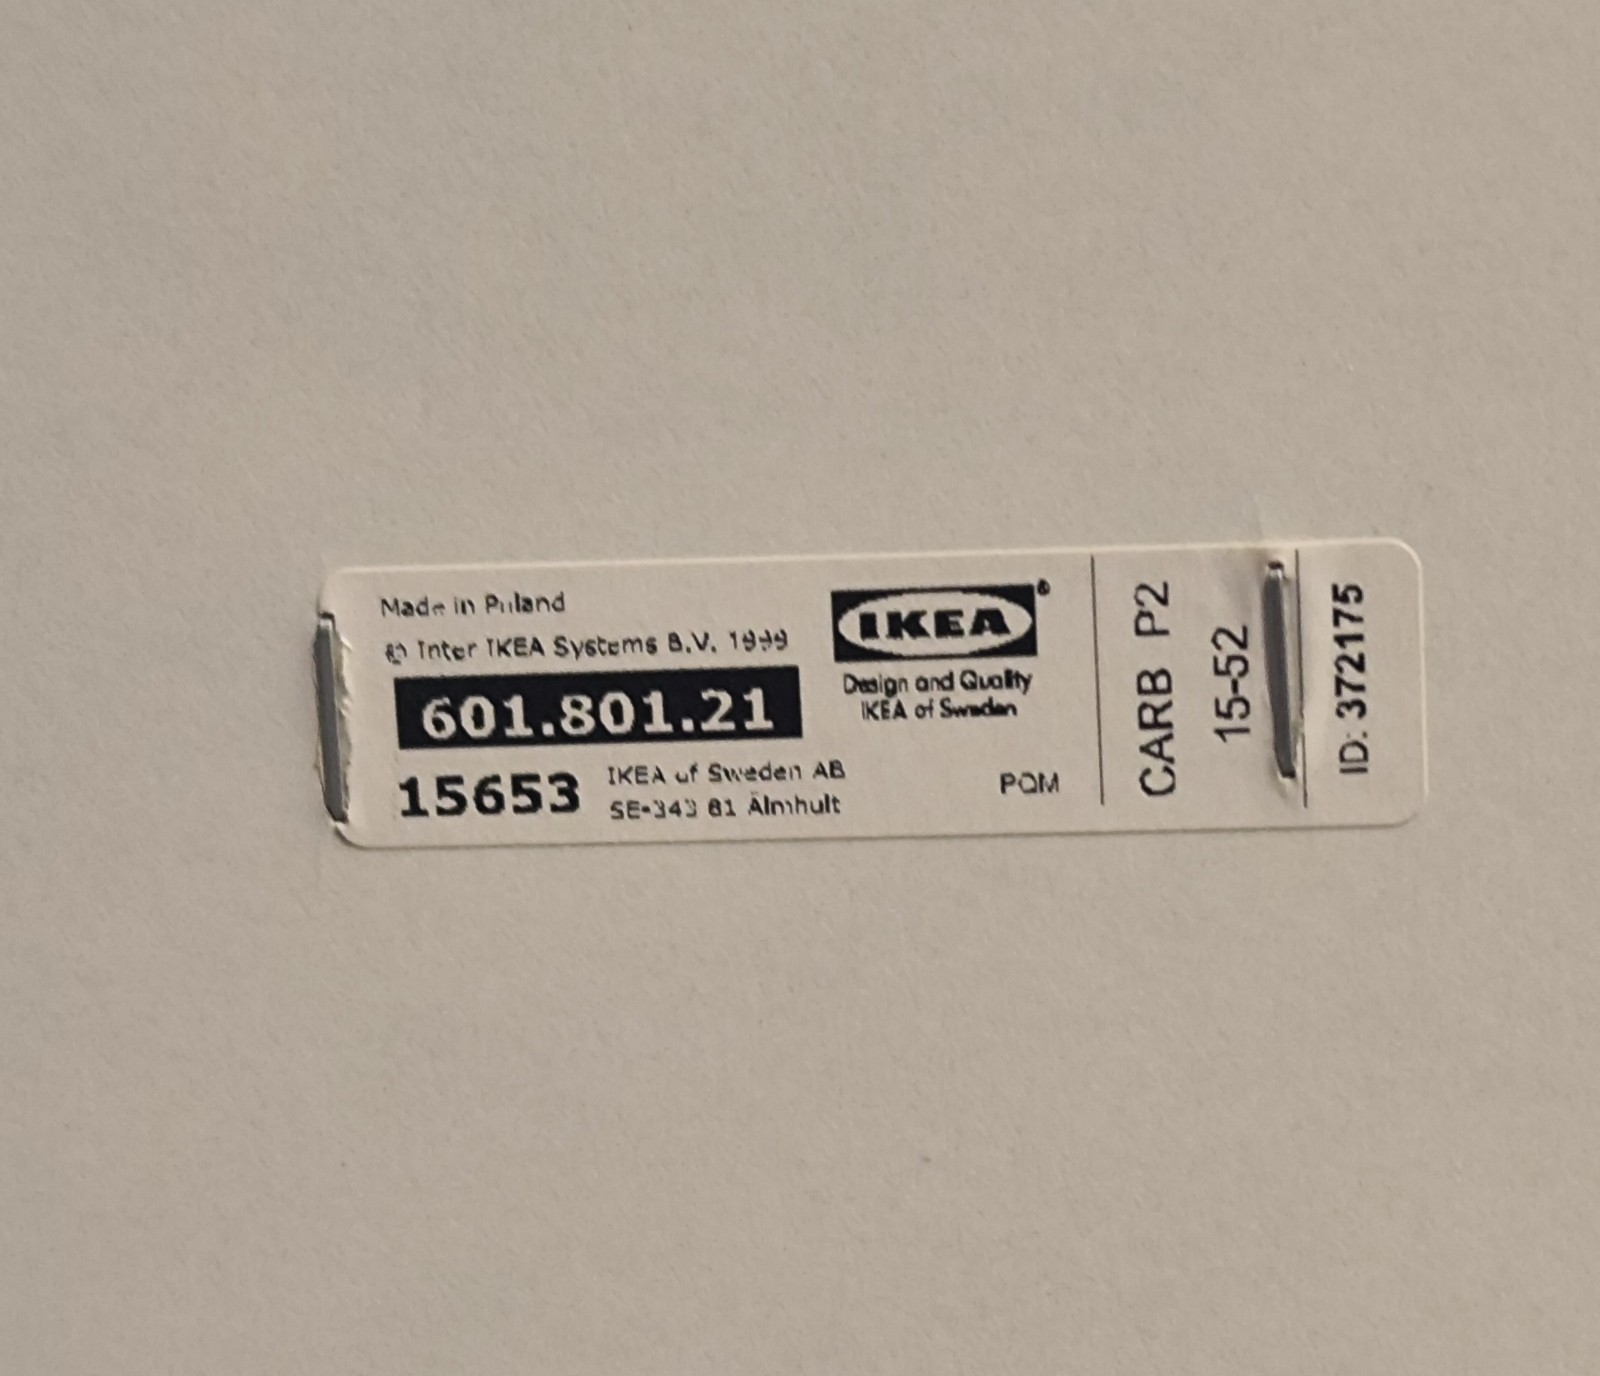 Made in Poland
© Inter IKEA Systems B.V. 1999
601.801.21
15653
IKEA of Sweden AB
SE-343 81 Älmhult
IKEA®
Design and Quality
IKEA of Sweden
PQM
CARB P2
15-52
ID: 372175